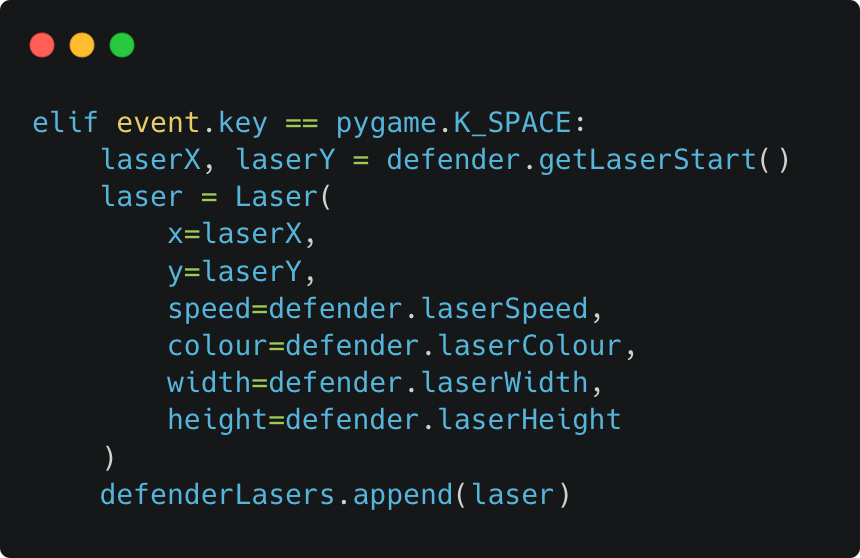 elif event.key == pygame.K_SPACE:
    laserX, laserY = defender.getLaserStart()
    laser = Laser(
        x=laserX,
        y=laserY,
        speed=defender.laserSpeed,
        colour=defender.laserColour,
        width=defender.laserWidth,
        height=defender.laserHeight
    )
    defenderLasers.append(laser)